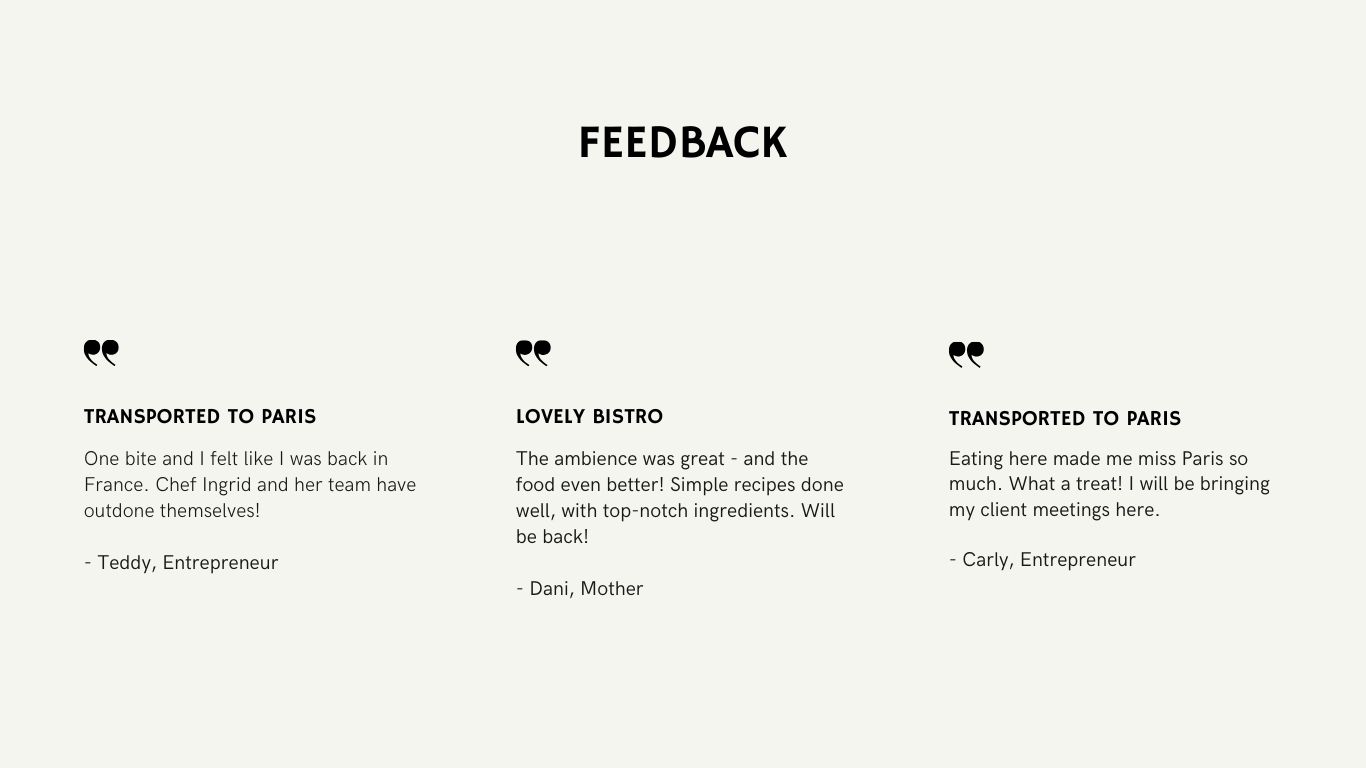 FEEDBACK
TRANSPORTED TO PARIS
One bite and I felt like I was back in
France. Chef Ingrid and her team have
outdone themselves!
- Teddy, Entrepreneur
LOVELY BISTRO
The ambience was great - and the
food even better! Simple recipes done
well, with top-notch ingredients. Will
be back!
- Dani, Mother
TRANSPORTED TO PARIS
Eating here made me miss Paris so
much. What a treat! I will be bringing
my client meetings here.
- Carly, Entrepreneur